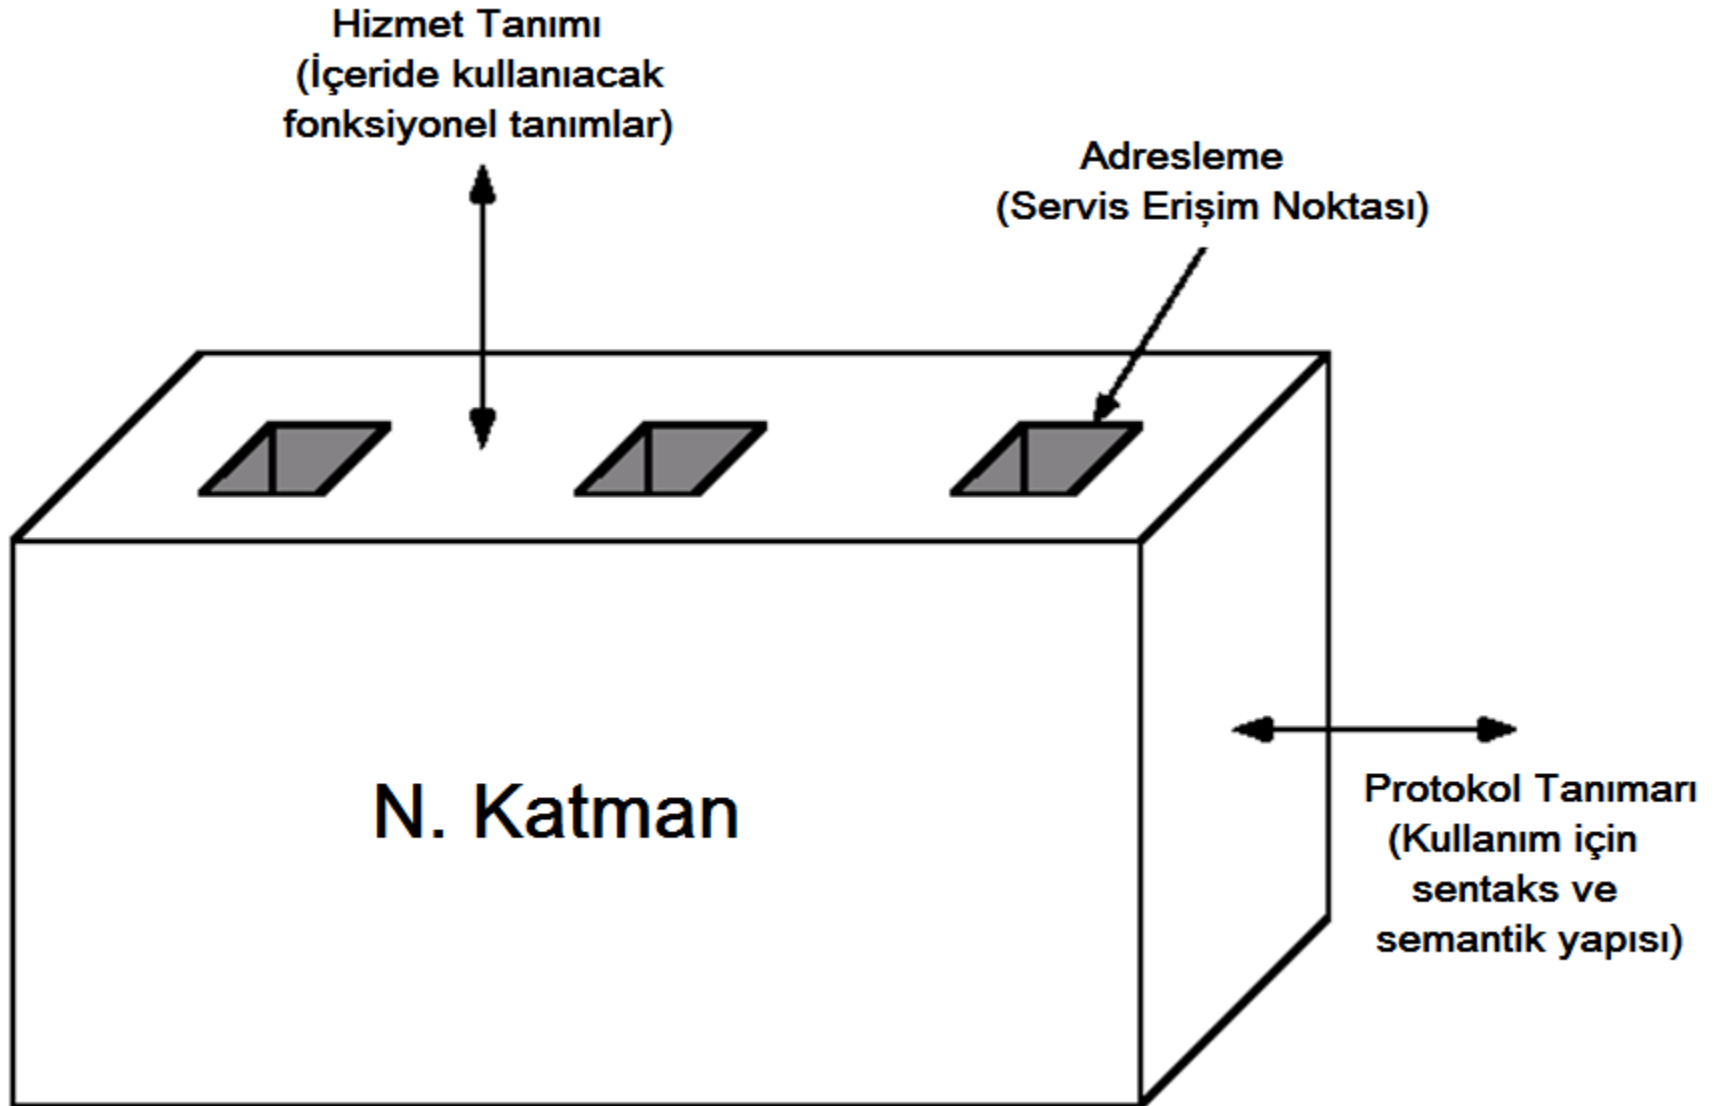 Hizmet Tanımı
(İçeride kullanıacak
fonksiyonel tanımlar)
Adresleme
(Servis Erişim Noktası)
N. Katman
Protokol Tanımarı
(Kullanım için
sentaks ve
semantik yapısı)